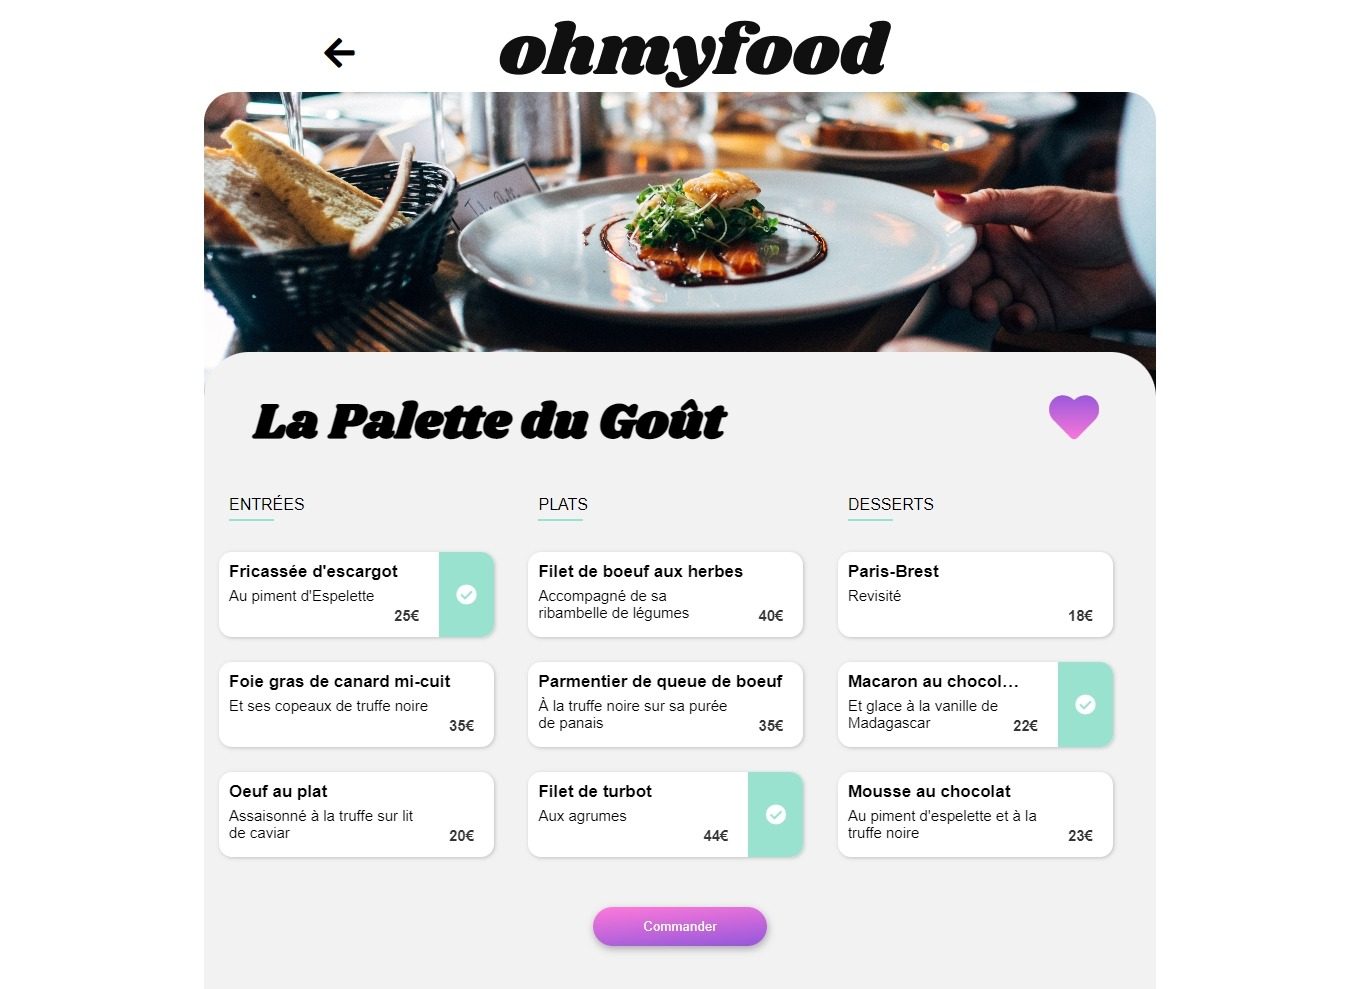 ohmyfood
La Palette du Goût
ENTRÉES
Fricassée d'escargot
Au piment d'Espelette
25€
Foie gras de canard mi-cuit
Et ses copeaux de truffe noire
35€
Oeuf au plat
Assaisonné à la truffe sur lit
de caviar
20€
PLATS
Filet de boeuf aux herbes
Accompagné de sa
ribambelle de légumes
40€
Parmentier de queue de boeuf
À la truffe noire sur sa purée
de panais
35€
Filet de turbot
Aux agrumes
44€
DESSERTS
Paris-Brest
Revisité
18€
Macaron au chocol...
Et glace à la vanille de
Madagascar
22€
Mousse au chocolat
Au piment d'espelette et à la
truffe noire
23€
Commander